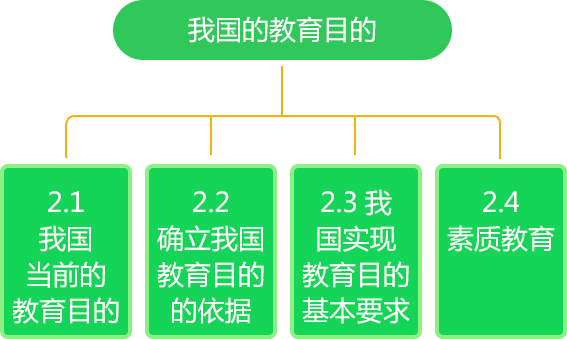 我国的教育目的
2.1
我国
当前的
教育目的
2.2
确立我国
教育目的
的依据
2.3 我
国实现
教育目的
基本要求
2.4
素质教育